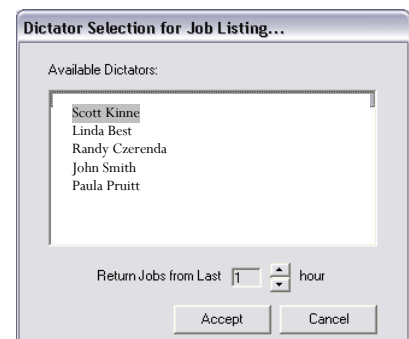 Dictator Selection for Job Listing...
Available Dictators:
Scott Kinne
Linda Best
Randy Czerenda
John Smith
Paula Pruitt
Return Jobs from Last 1 hour
Accept Cancel